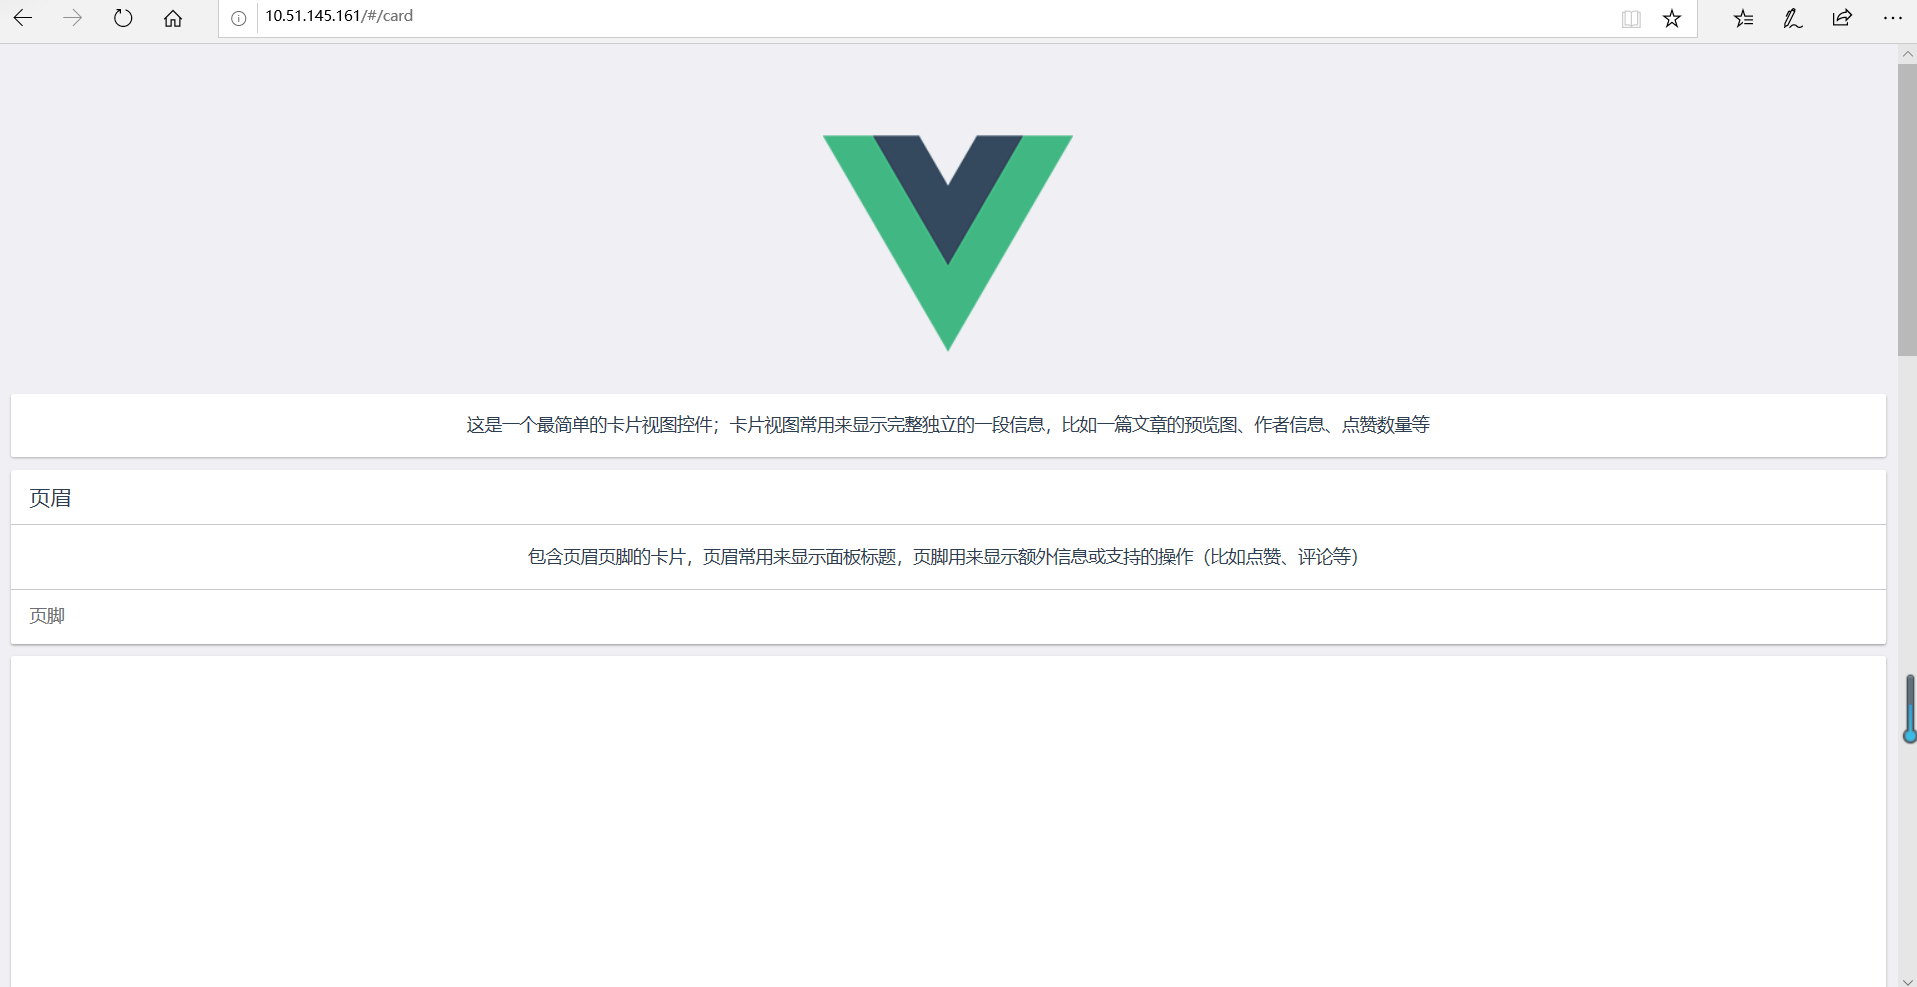 10.51.145.161/#/card
这是一个最简单的卡片视图控件；卡片视图常用来显示完整独立的一段信息，比如一篇文章的预览图、作者信息、点赞数量等
页眉
包含页眉页脚的卡片，页眉常用来显示面板标题，页脚用来显示额外信息或支持的操作（比如点赞、评论等）
页脚